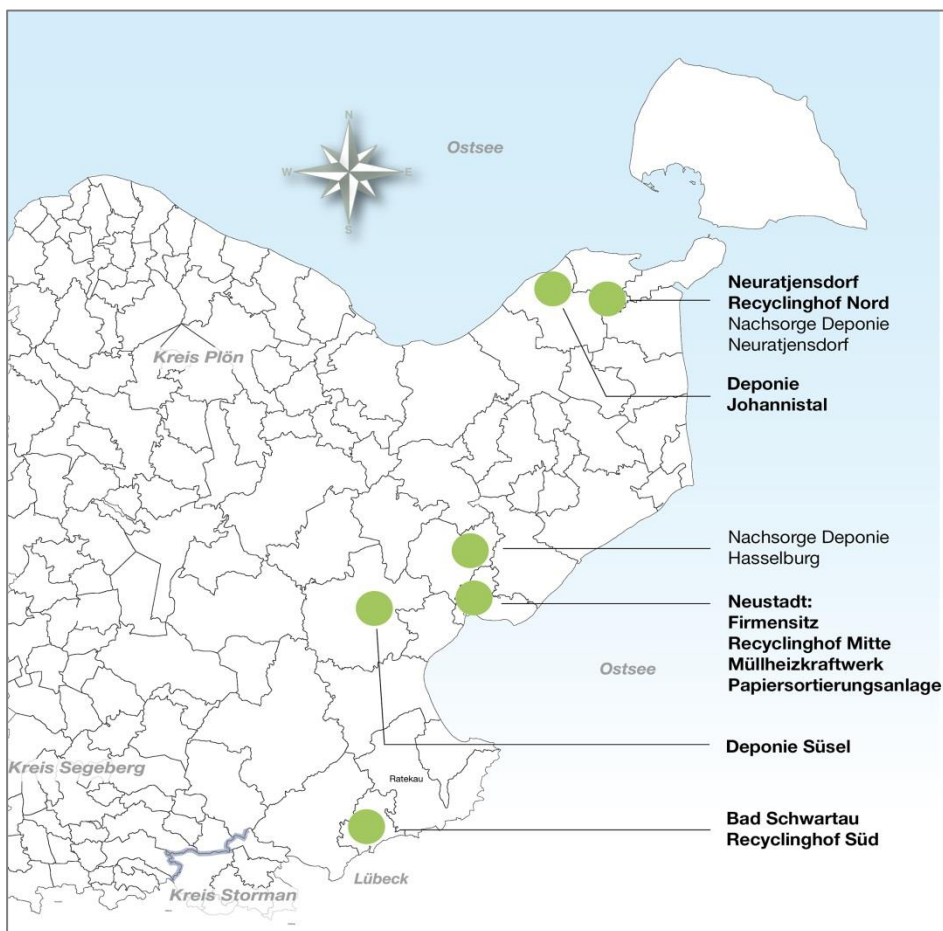 N
Ostsee
W
E
S
Neuratjensdorf
Recyclinghof Nord
Nachsorge Deponie
Neuratjensdorf
Kreis Plön
Deponie
Johannistal
Nachsorge Deponie
Hasselburg
Neustadt:
Firmensitz
Recyclinghof Mitte
Müllheizkraftwerk
Papiersortierungsanlage
Ostsee
Deponie Süsel
Kreis Segeberg
Ratekau
Bad Schwartau
Recyclinghof Süd
Lübeck
Kreis Storman